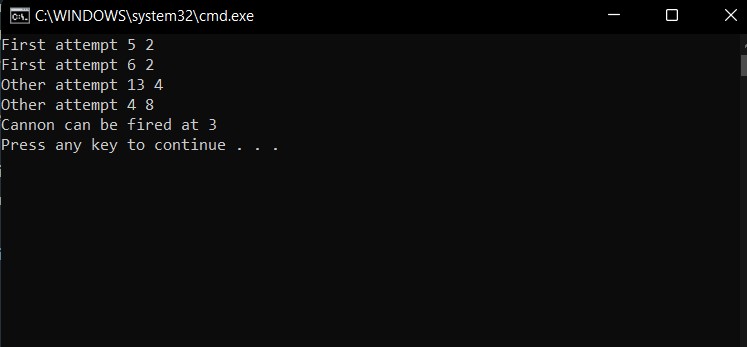 C:\WINDOWS\system32\cmd.exe
First attempt 5 2
First attempt 6 2
Other attempt 13 4
Other attempt 4 8
Cannon can be fired at 3
Press any key to continue . . .